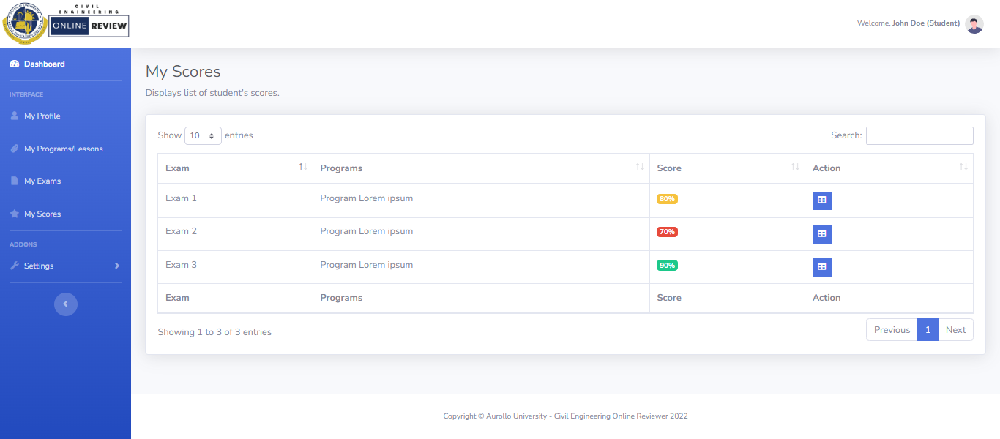 CIVIL
ENGINEERING
ONLINE REVIEW
Welcome, John Doe (Student)
Dashboard
INTERFACE
My Profile
My Programs/Lessons
My Exams
My Scores
ADDONS
Settings
My Scores
Displays list of student's scores.
Show 10 entries
Search:
Exam Programs Score Action
Exam 1 Program Lorem ipsum 80%
Exam 2 Program Lorem ipsum 70%
Exam 3 Program Lorem ipsum 90%
Exam Programs Score Action
Showing 1 to 3 of 3 entries
Previous 1 Next
Copyright © Aurollo University - Civil Engineering Online Reviewer 2022